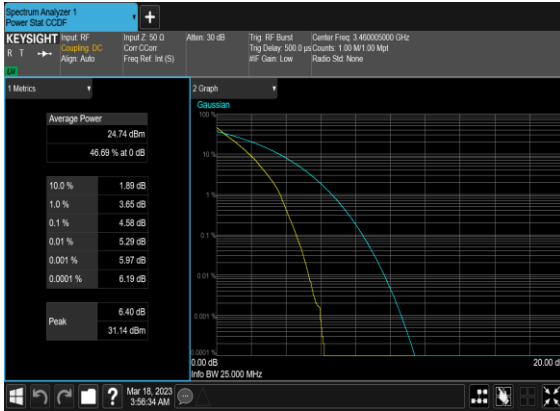 Spectrum Analyzer 1
Power Stat CCDF
KEYSIGHT
R T
Input: RF
Coupling: DC
Align: Auto
Input Z: 50 Ω
Corr CCorr
Freq Ref: Int (S)
Atten: 30 dB
Trig: RF Burst
Trig Delay: 500.0 µs
#IF Gain: Low
Center Freq: 3.460005000 GHz
Counts: 1.00 M/1.00 Mpt
Radio Std: None
1 Metrics
Average Power
24.74 dBm
46.69 % at 0 dB
10.0 % 1.89 dB
1.0 % 3.65 dB
0.1 % 4.58 dB
0.01 % 5.29 dB
0.001 % 5.97 dB
0.0001 % 6.19 dB
Peak 6.40 dB
31.14 dBm
2 Graph
Gaussian
100 %
10 %
1 %
0.1 %
0.01 %
0.001 %
0.0001 %
0.00 dB
20.00 d
Info BW 25.000 MHz
?
Mar 18, 2023
3:56:34 AM